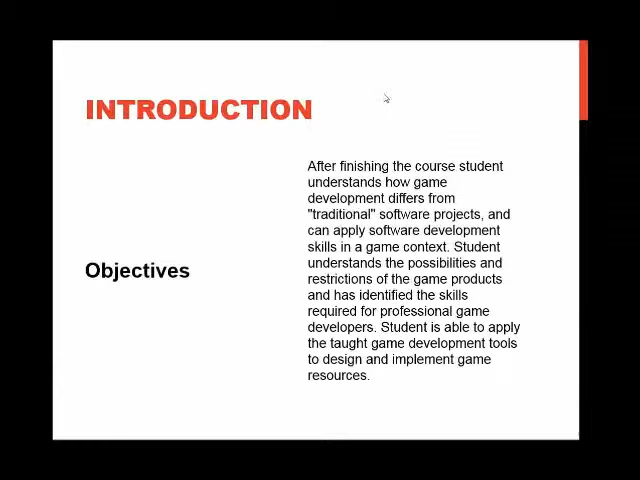 INTRODUCTION
Objectives
After finishing the course student
understands how game
development differs from
"traditional" software projects, and
can apply software development
skills in a game context. Student
understands the possibilities and
restrictions of the game products
and has identified the skills
required for professional game
developers. Student is able to apply
the taught game development tools
to design and implement game
resources.